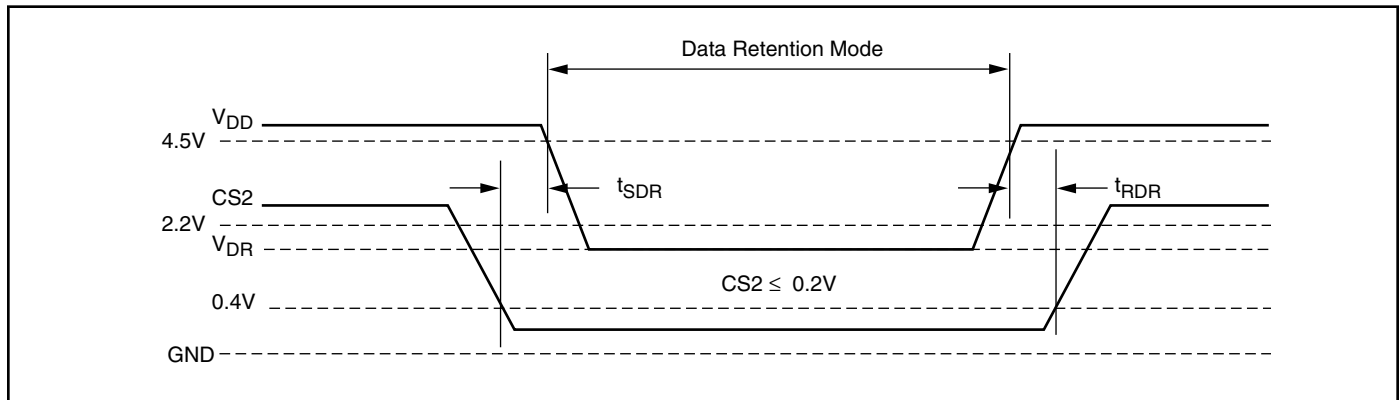 Data Retention Mode
VDD
4.5V
tSDR
tRDR
CS2
2.2V
VDR
CS2 ≤ 0.2V
0.4V
GND